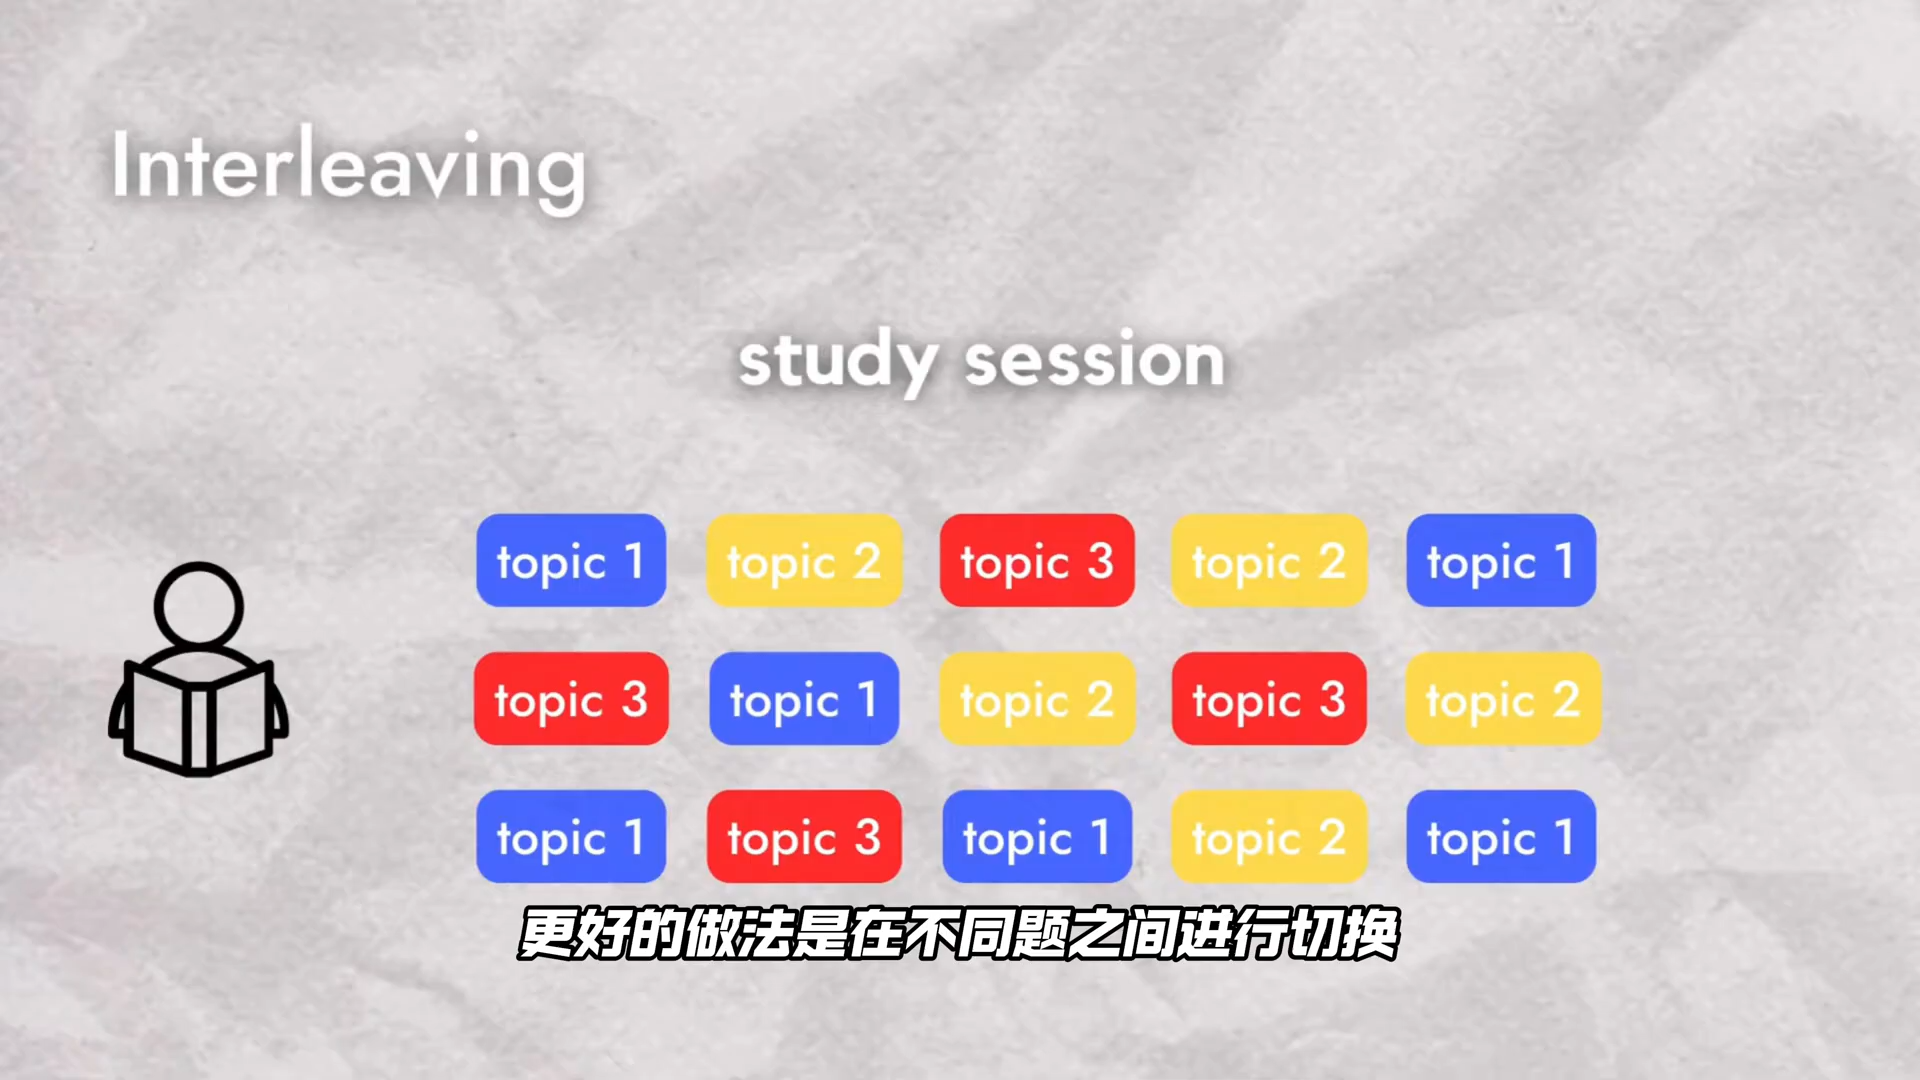 Interleaving
study session
topic 1 topic 2 topic 3 topic 2 topic 1
topic 3 topic 1 topic 2 topic 3 topic 2
topic 1 topic 3 topic 1 topic 2 topic 1
更好的做法是在不同题之间进行切换